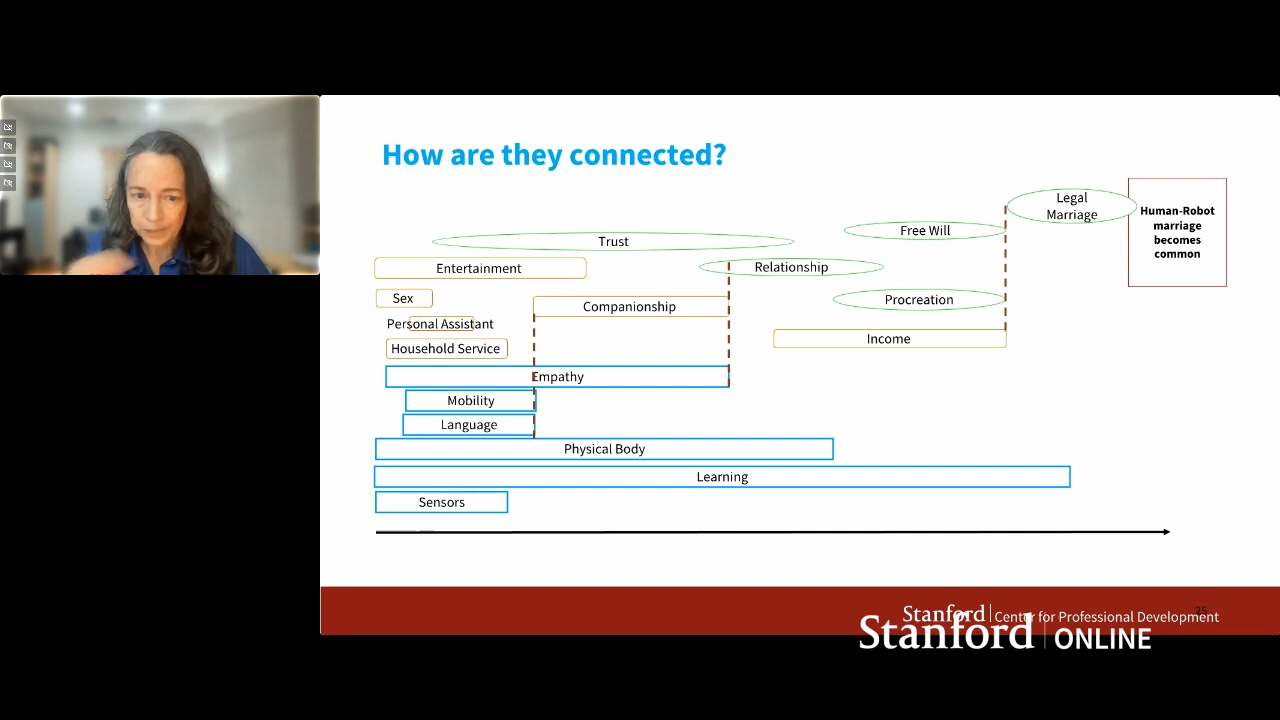 How are they connected?
Legal
Marriage
Human-Robot
marriage
becomes
common
Free Will
Trust
Entertainment
Relationship
Sex
Companionship
Procreation
Personal Assistant
Household Service
Income
Empathy
Mobility
Language
Physical Body
Learning
Sensors
25
Stanford Center for Professional Development
Stanford ONLINE